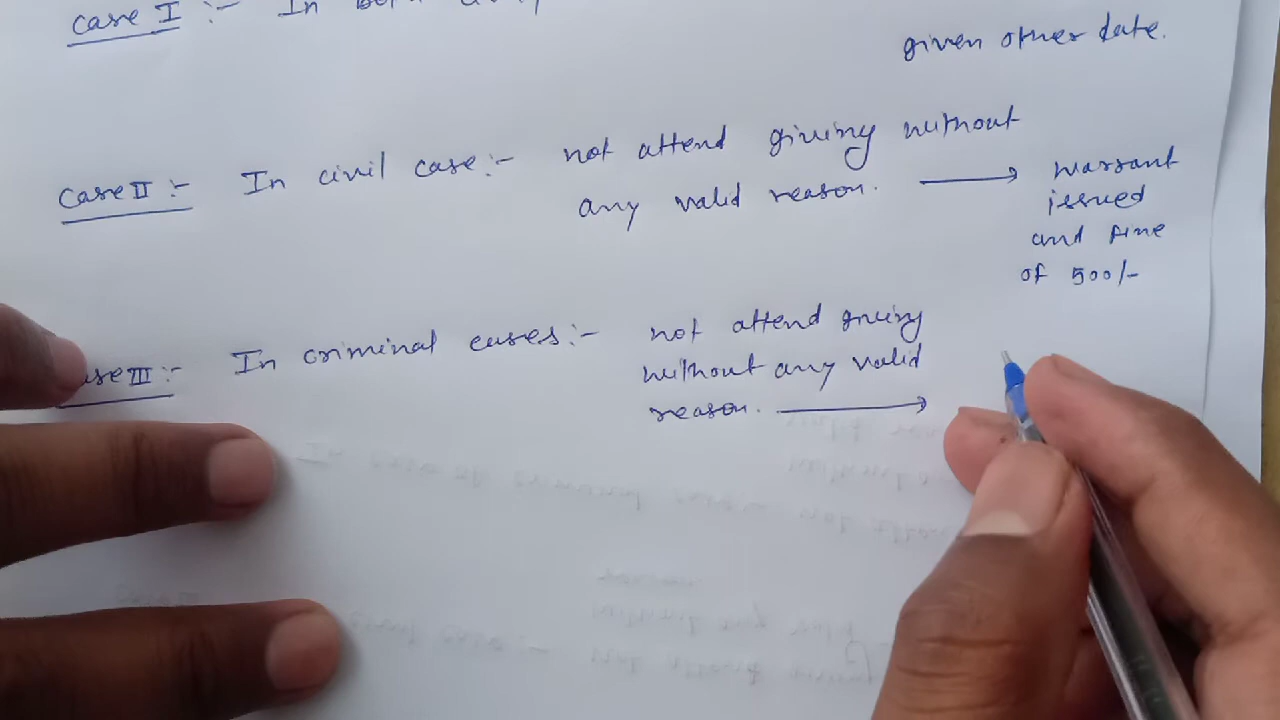 case I :- In
given other date.
case II :- In civil case :- not attend giving without
any valid reason. → warrant
issued
and fine
of 500/-
case III :- In criminal cases :- not attend giving
without any valid
reason. →